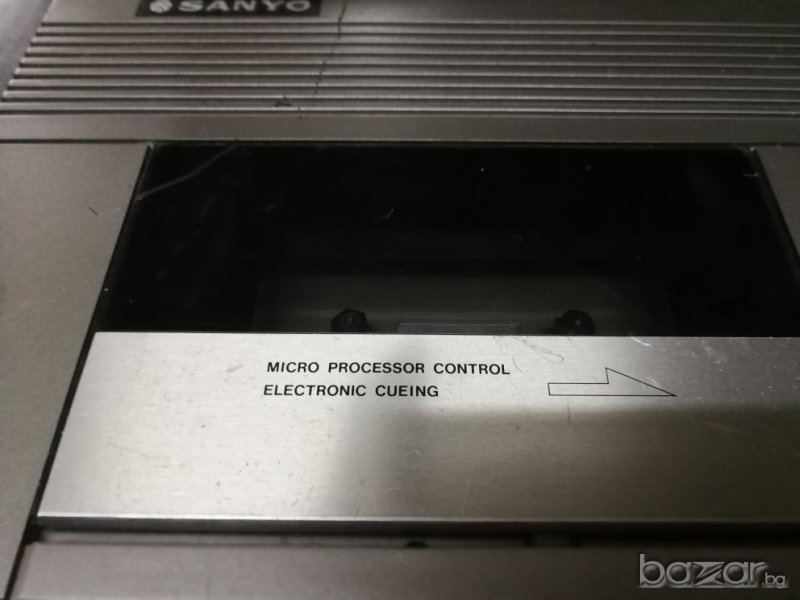 SANYO
MICRO PROCESSOR CONTROL
ELECTRONIC CUEING
bazar.bg